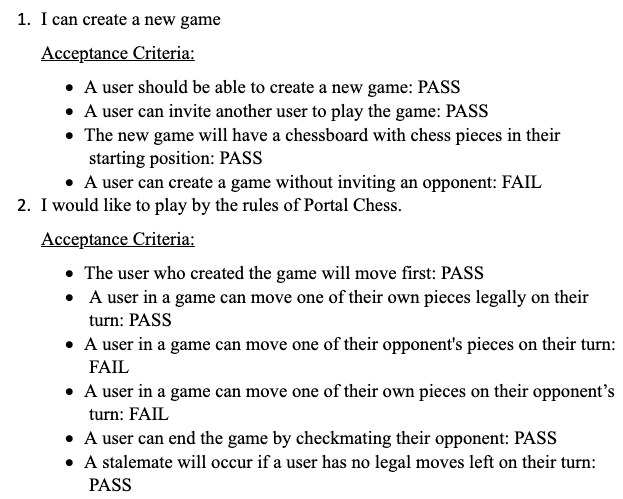 1. I can create a new game
Acceptance Criteria:
• A user should be able to create a new game: PASS
• A user can invite another user to play the game: PASS
• The new game will have a chessboard with chess pieces in their
starting position: PASS
• A user can create a game without inviting an opponent: FAIL
2. I would like to play by the rules of Portal Chess.
Acceptance Criteria:
• The user who created the game will move first: PASS
• A user in a game can move one of their own pieces legally on their
turn: PASS
• A user in a game can move one of their opponent's pieces on their turn:
FAIL
• A user in a game can move one of their own pieces on their opponent’s
turn: FAIL
• A user can end the game by checkmating their opponent: PASS
• A stalemate will occur if a user has no legal moves left on their turn:
PASS